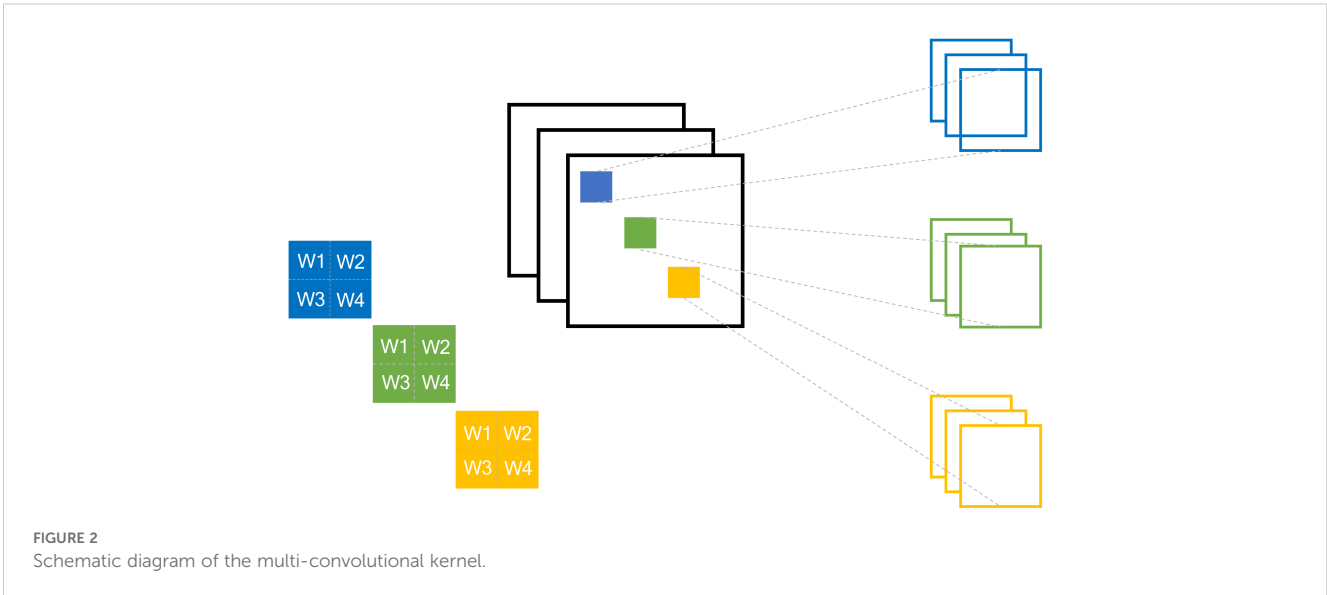 W1 W2
W3 W4
W1 W2
W3 W4
W1 W2
W3 W4
FIGURE 2
Schematic diagram of the multi-convolutional kernel.